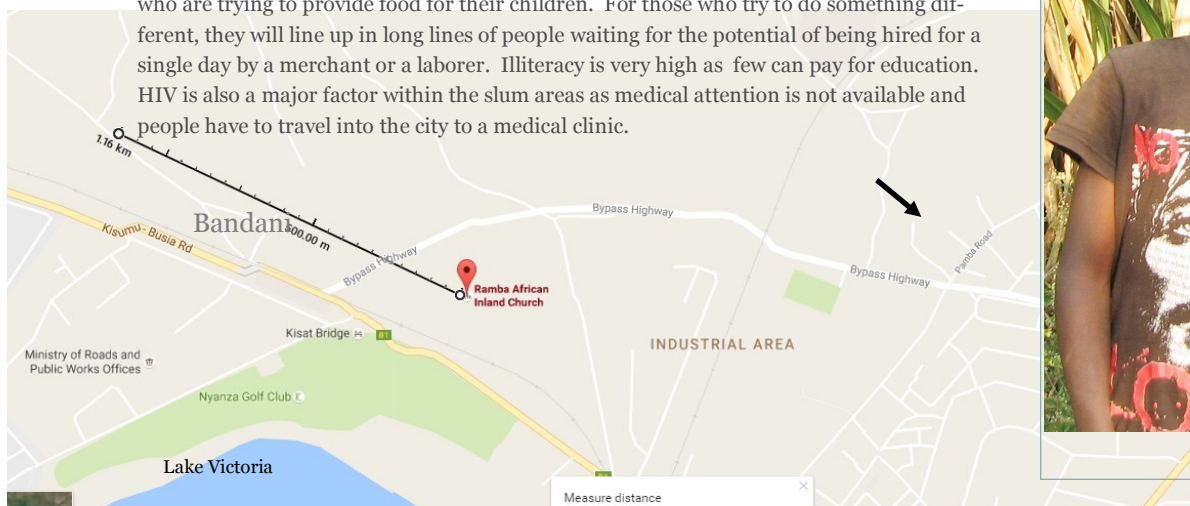 who are trying to provide food for their children.  For those who try to do something dif-
ferent, they will line up in long lines of people waiting for the potential of being hired for a
single day by a merchant or a laborer.  Illiteracy is very high as  few can pay for education.
HIV is also a major factor within the slum areas as medical attention is not available and
people have to travel into the city to a medical clinic.
1.16 km
Bandani
500.00 m
Kisumu - Busia Rd
Bypass Highway
Bypass Highway
Bypass Highway
Pamba Road
Ramba African
Inland Church
Kisat Bridge
B1
INDUSTRIAL AREA
Ministry of Roads and
Public Works Offices
Nyanza Golf Club
Lake Victoria
Measure distance
NO